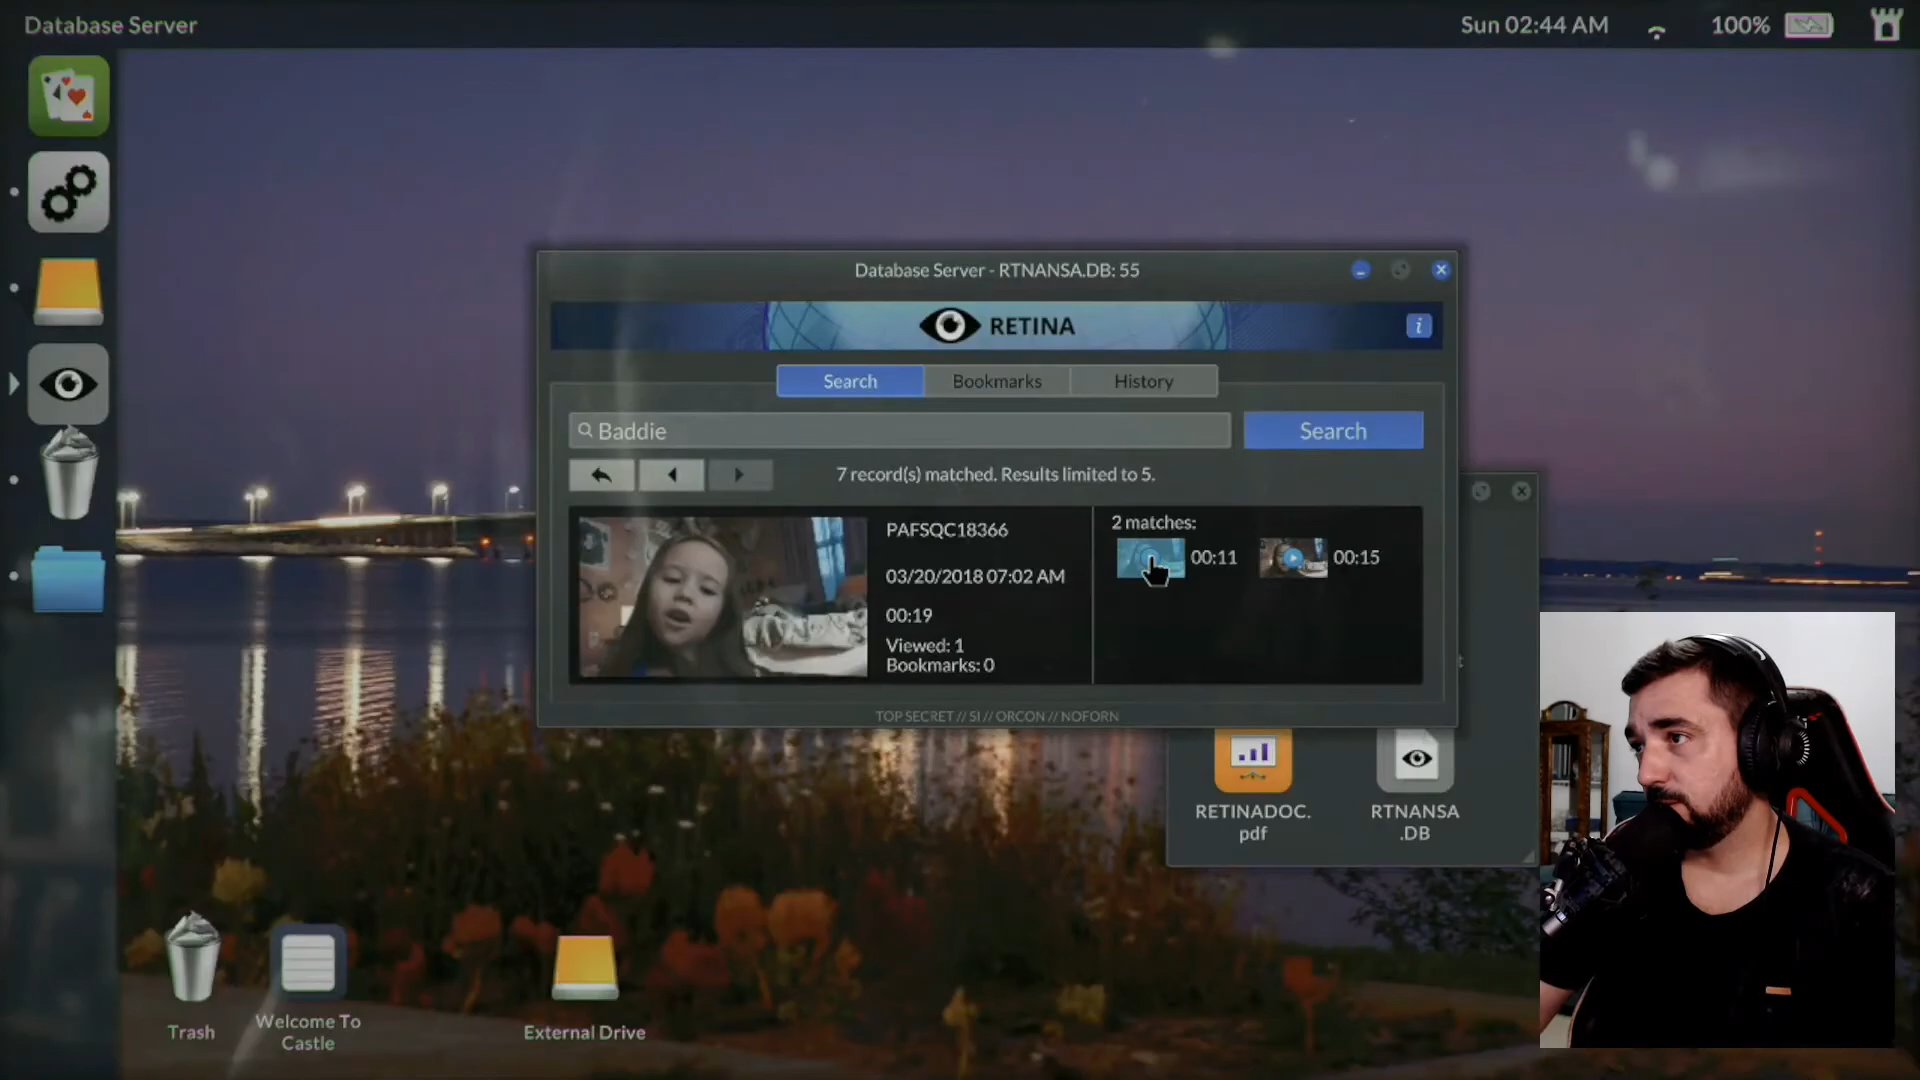 Database Server
Sun 02:44 AM
100%
Database Server - RTNANSA.DB: 55
RETINA
i
Search
Bookmarks
History
Baddie
Search
7 record(s) matched. Results limited to 5.
PAFSQC18366
03/20/2018 07:02 AM
00:19
Viewed: 1
Bookmarks: 0
2 matches:
00:11
00:15
TOP SECRET // SI // ORCON // NOFORN
RETINADOC.
pdf
RTNANSA
.DB
Trash
Welcome To
Castle
External Drive